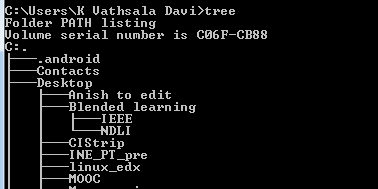 C:\Users\K Vathsala Davi>tree
Folder PATH listing
Volume serial number is C06F-CB88
C:.
├───.android
├───Contacts
├───Desktop
│   ├───Anish to edit
│   ├───Blended learning
│   │   ├───IEEE
│   │   └───NDLI
│   ├───CIStrip
│   ├───INE_PT_pre
│   ├───linux_edx
│   ├───MOOC